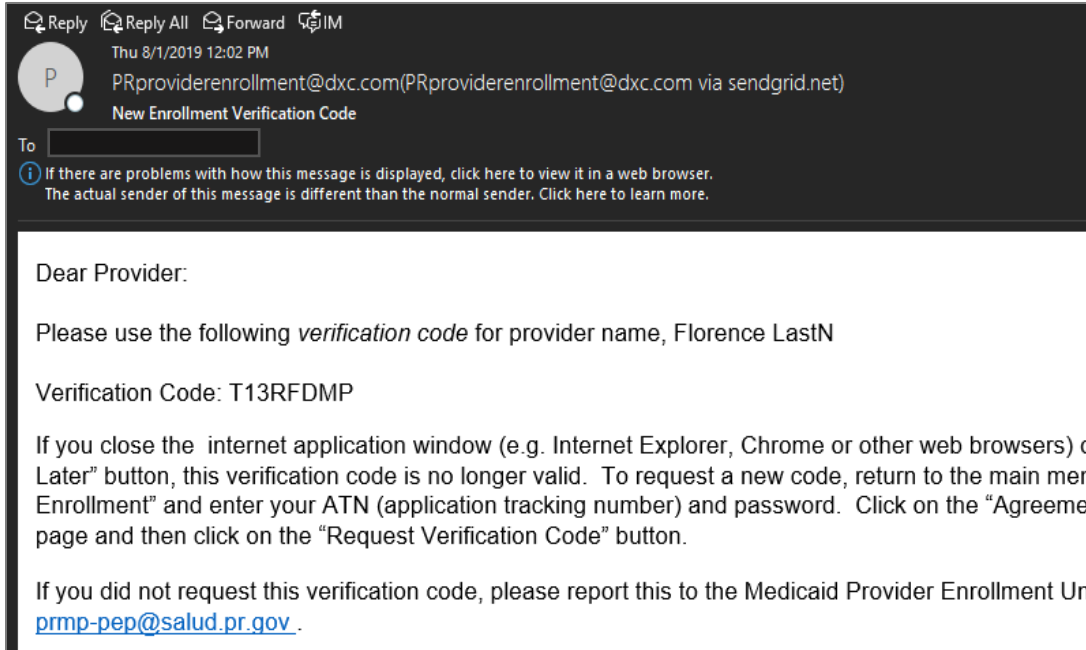 Reply Reply All Forward IM
Thu 8/1/2019 12:02 PM
P
PRproviderenrollment@dxc.com(PRproviderenrollment@dxc.com via sendgrid.net)
New Enrollment Verification Code
To
If there are problems with how this message is displayed, click here to view it in a web browser.
The actual sender of this message is different than the normal sender. Click here to learn more.
Dear Provider:
Please use the following verification code for provider name, Florence LastN
Verification Code: T13RFDMP
If you close the  internet application window (e.g. Internet Explorer, Chrome or other web browsers)
Later” button, this verification code is no longer valid.  To request a new code, return to the main
Enrollment” and enter your ATN (application tracking number) and password.  Click on the
page and then click on the “Request Verification Code” button.
If you did not request this verification code, please report this to the Medicaid Provider Enrollment
prmp-pep@salud.pr.gov .